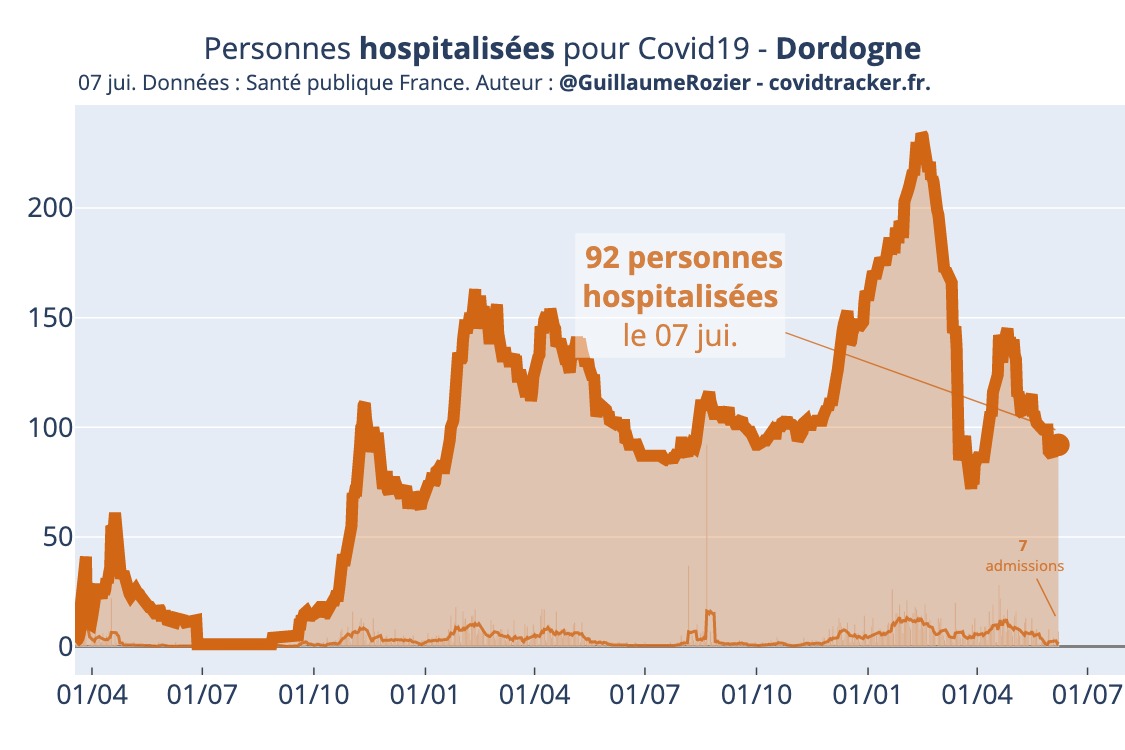 Personnes hospitalisées pour Covid19 - Dordogne
07 jui. Données : Santé publique France. Auteur : @GuillaumeRozier - covidtracker.fr.
200
150
100
50
0
92 personnes
hospitalisées
le 07 jui.
7
admissions
01/04 01/07 01/10 01/01 01/04 01/07 01/10 01/01 01/04 01/07